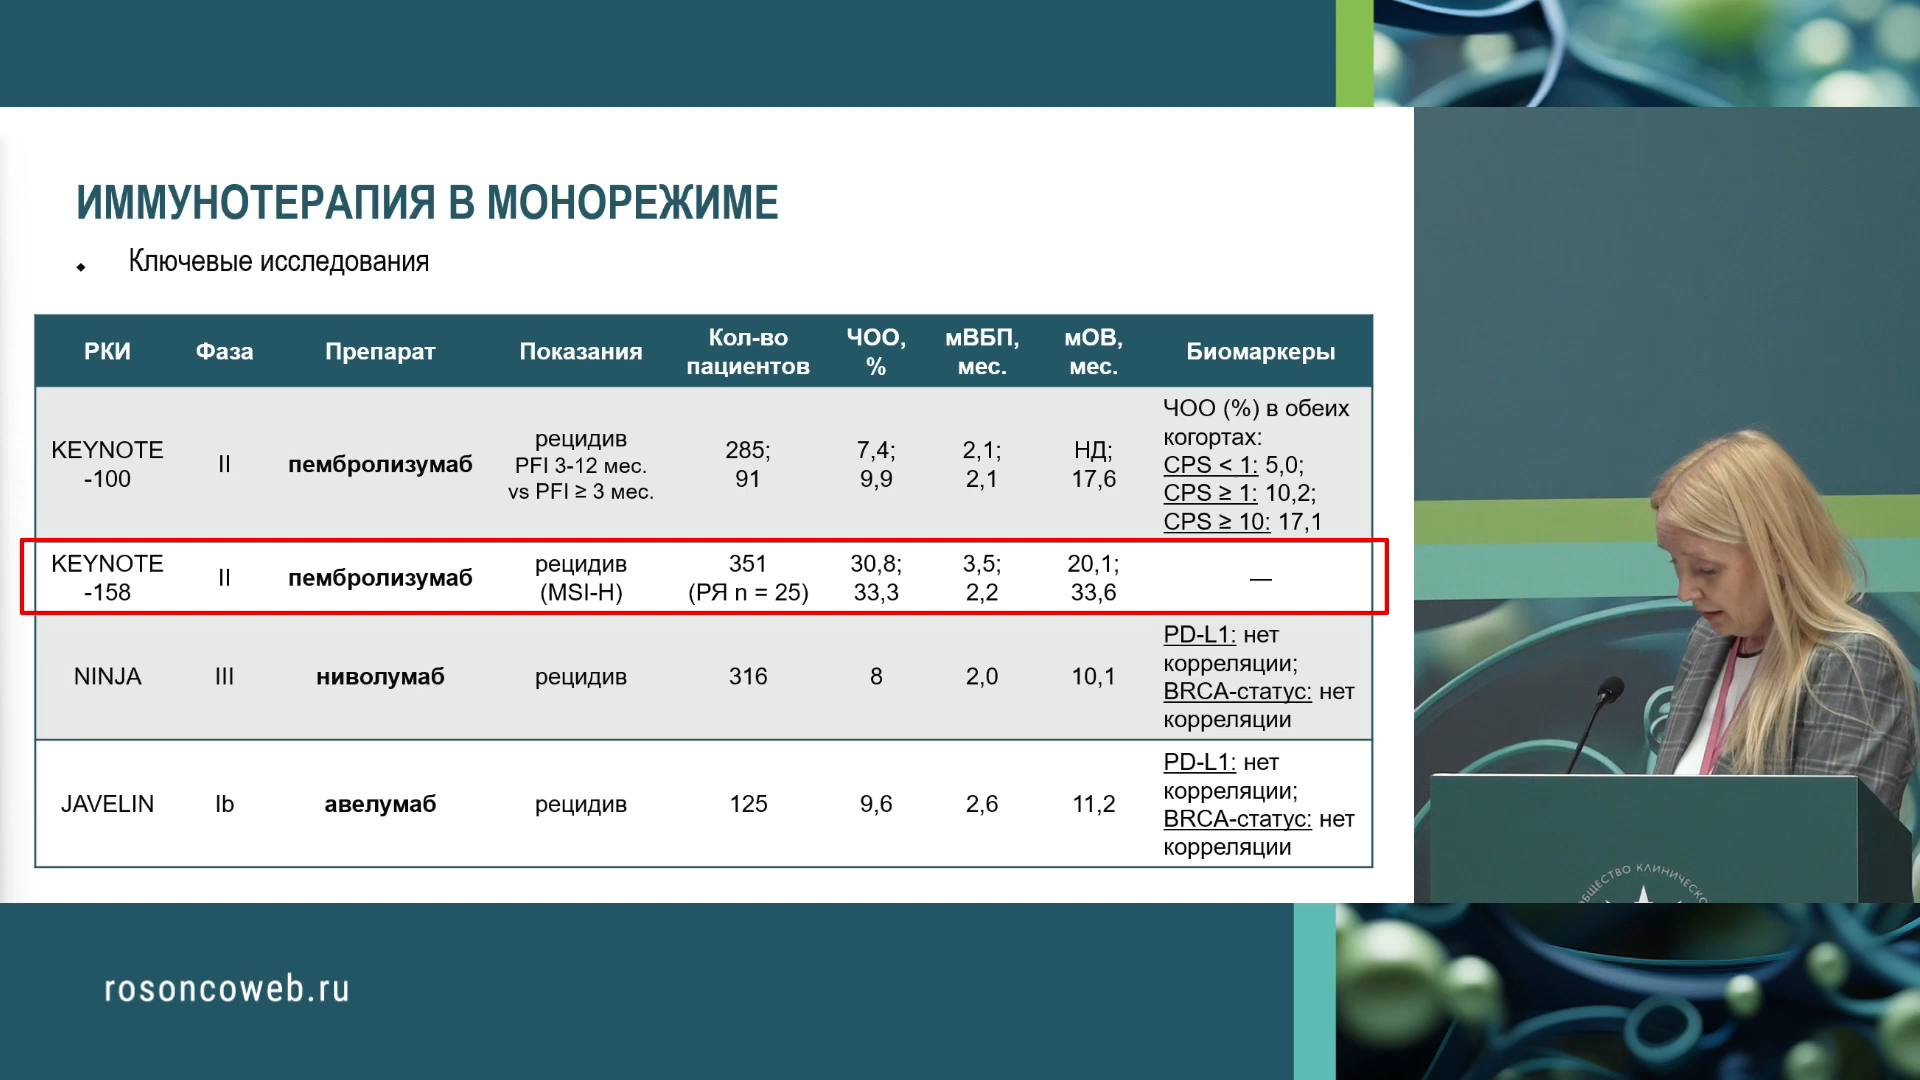 ИММУНОТЕРАПИЯ В МОНОРЕЖИМЕ
Ключевые исследования
РКИ Фаза Препарат Показания Кол-во пациентов ЧОО, % мВБП, мес. мОВ, мес. Биомаркеры
KEYNOTE
-100
II
пембролизумаб
рецидив
PFI 3-12 мес.
vs PFI ≥ 3 мес.
285;
91
7,4;
9,9
2,1;
2,1
НД;
17,6
ЧОО (%) в обеих
когортах:
CPS < 1: 5,0;
CPS ≥ 1: 10,2;
CPS ≥ 10: 17,1
KEYNOTE
-158
II
пембролизумаб
рецидив
(MSI-H)
351
(РЯ n = 25)
30,8;
33,3
3,5;
2,2
20,1;
33,6
—
NINJA
III
ниволумаб
рецидив
316
8
2,0
10,1
PD-L1: нет
корреляции;
BRCA-статус: нет
корреляции
JAVELIN
Ib
авелумаб
рецидив
125
9,6
2,6
11,2
PD-L1: нет
корреляции;
BRCA-статус: нет
корреляции
ОБЩЕСТВО КЛИНИЧЕСКО
rosoncoweb.ru